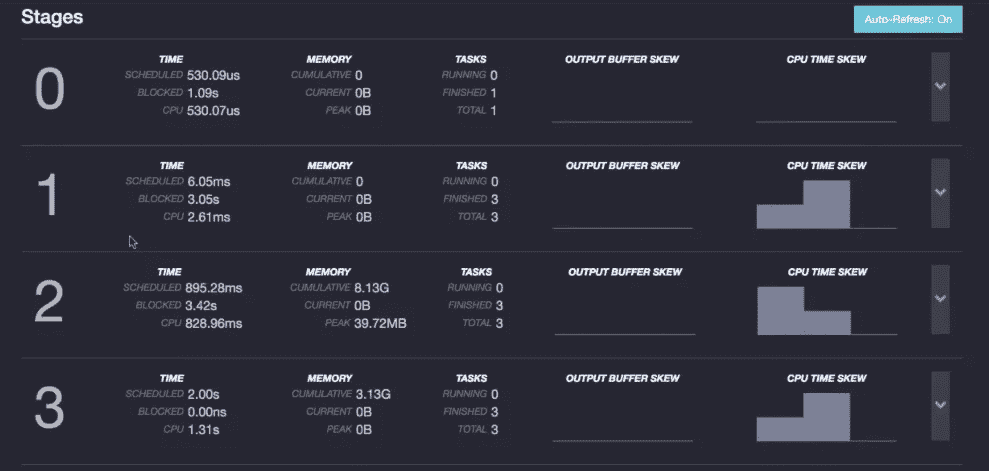 Stages
Auto-Refresh: On
0
TIME MEMORY TASKS OUTPUT BUFFER SKEW CPU TIME SKEW
SCHEDULED 530.09us CUMULATIVE 0 RUNNING 0
BLOCKED 1.09s CURRENT 0B FINISHED 1
CPU 530.07us PEAK 0B TOTAL 1
1
TIME MEMORY TASKS OUTPUT BUFFER SKEW CPU TIME SKEW
SCHEDULED 6.05ms CUMULATIVE 0 RUNNING 0
BLOCKED 3.05s CURRENT 0B FINISHED 3
CPU 2.61ms PEAK 0B TOTAL 3
2
TIME MEMORY TASKS OUTPUT BUFFER SKEW CPU TIME SKEW
SCHEDULED 895.28ms CUMULATIVE 8.13G RUNNING 0
BLOCKED 3.42s CURRENT 0B FINISHED 3
CPU 828.96ms PEAK 39.72MB TOTAL 3
3
TIME MEMORY TASKS OUTPUT BUFFER SKEW CPU TIME SKEW
SCHEDULED 2.00s CUMULATIVE 3.13G RUNNING 0
BLOCKED 0.00ns CURRENT 0B FINISHED 3
CPU 1.31s PEAK 0B TOTAL 3